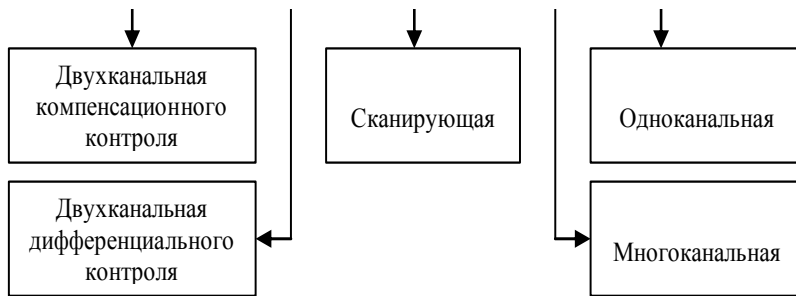 Двухканальная
компенсационного
контроля
Сканирующая
Одноканальная
Двухканальная
дифференциального
контроля
Многоканальная